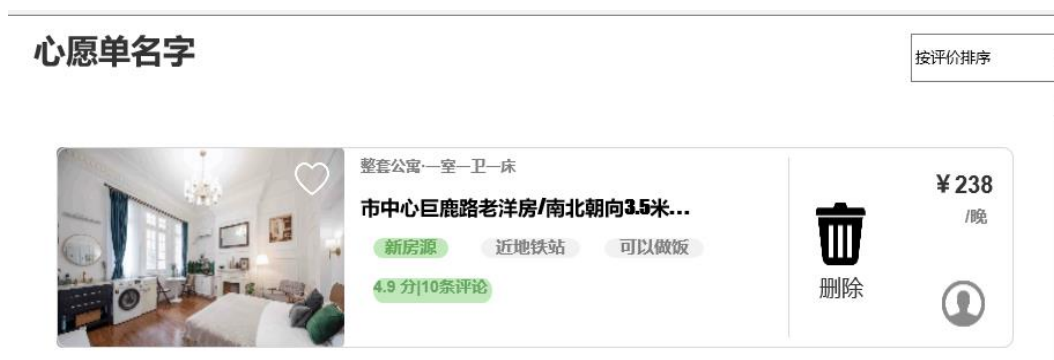 心愿单名字
按评价排序
整套公寓·一室一卫一床
市中心巨鹿路老洋房/南北朝向3.5米...
新房源 近地铁站 可以做饭
4.9 分|10条评论
删除
¥238
/晚